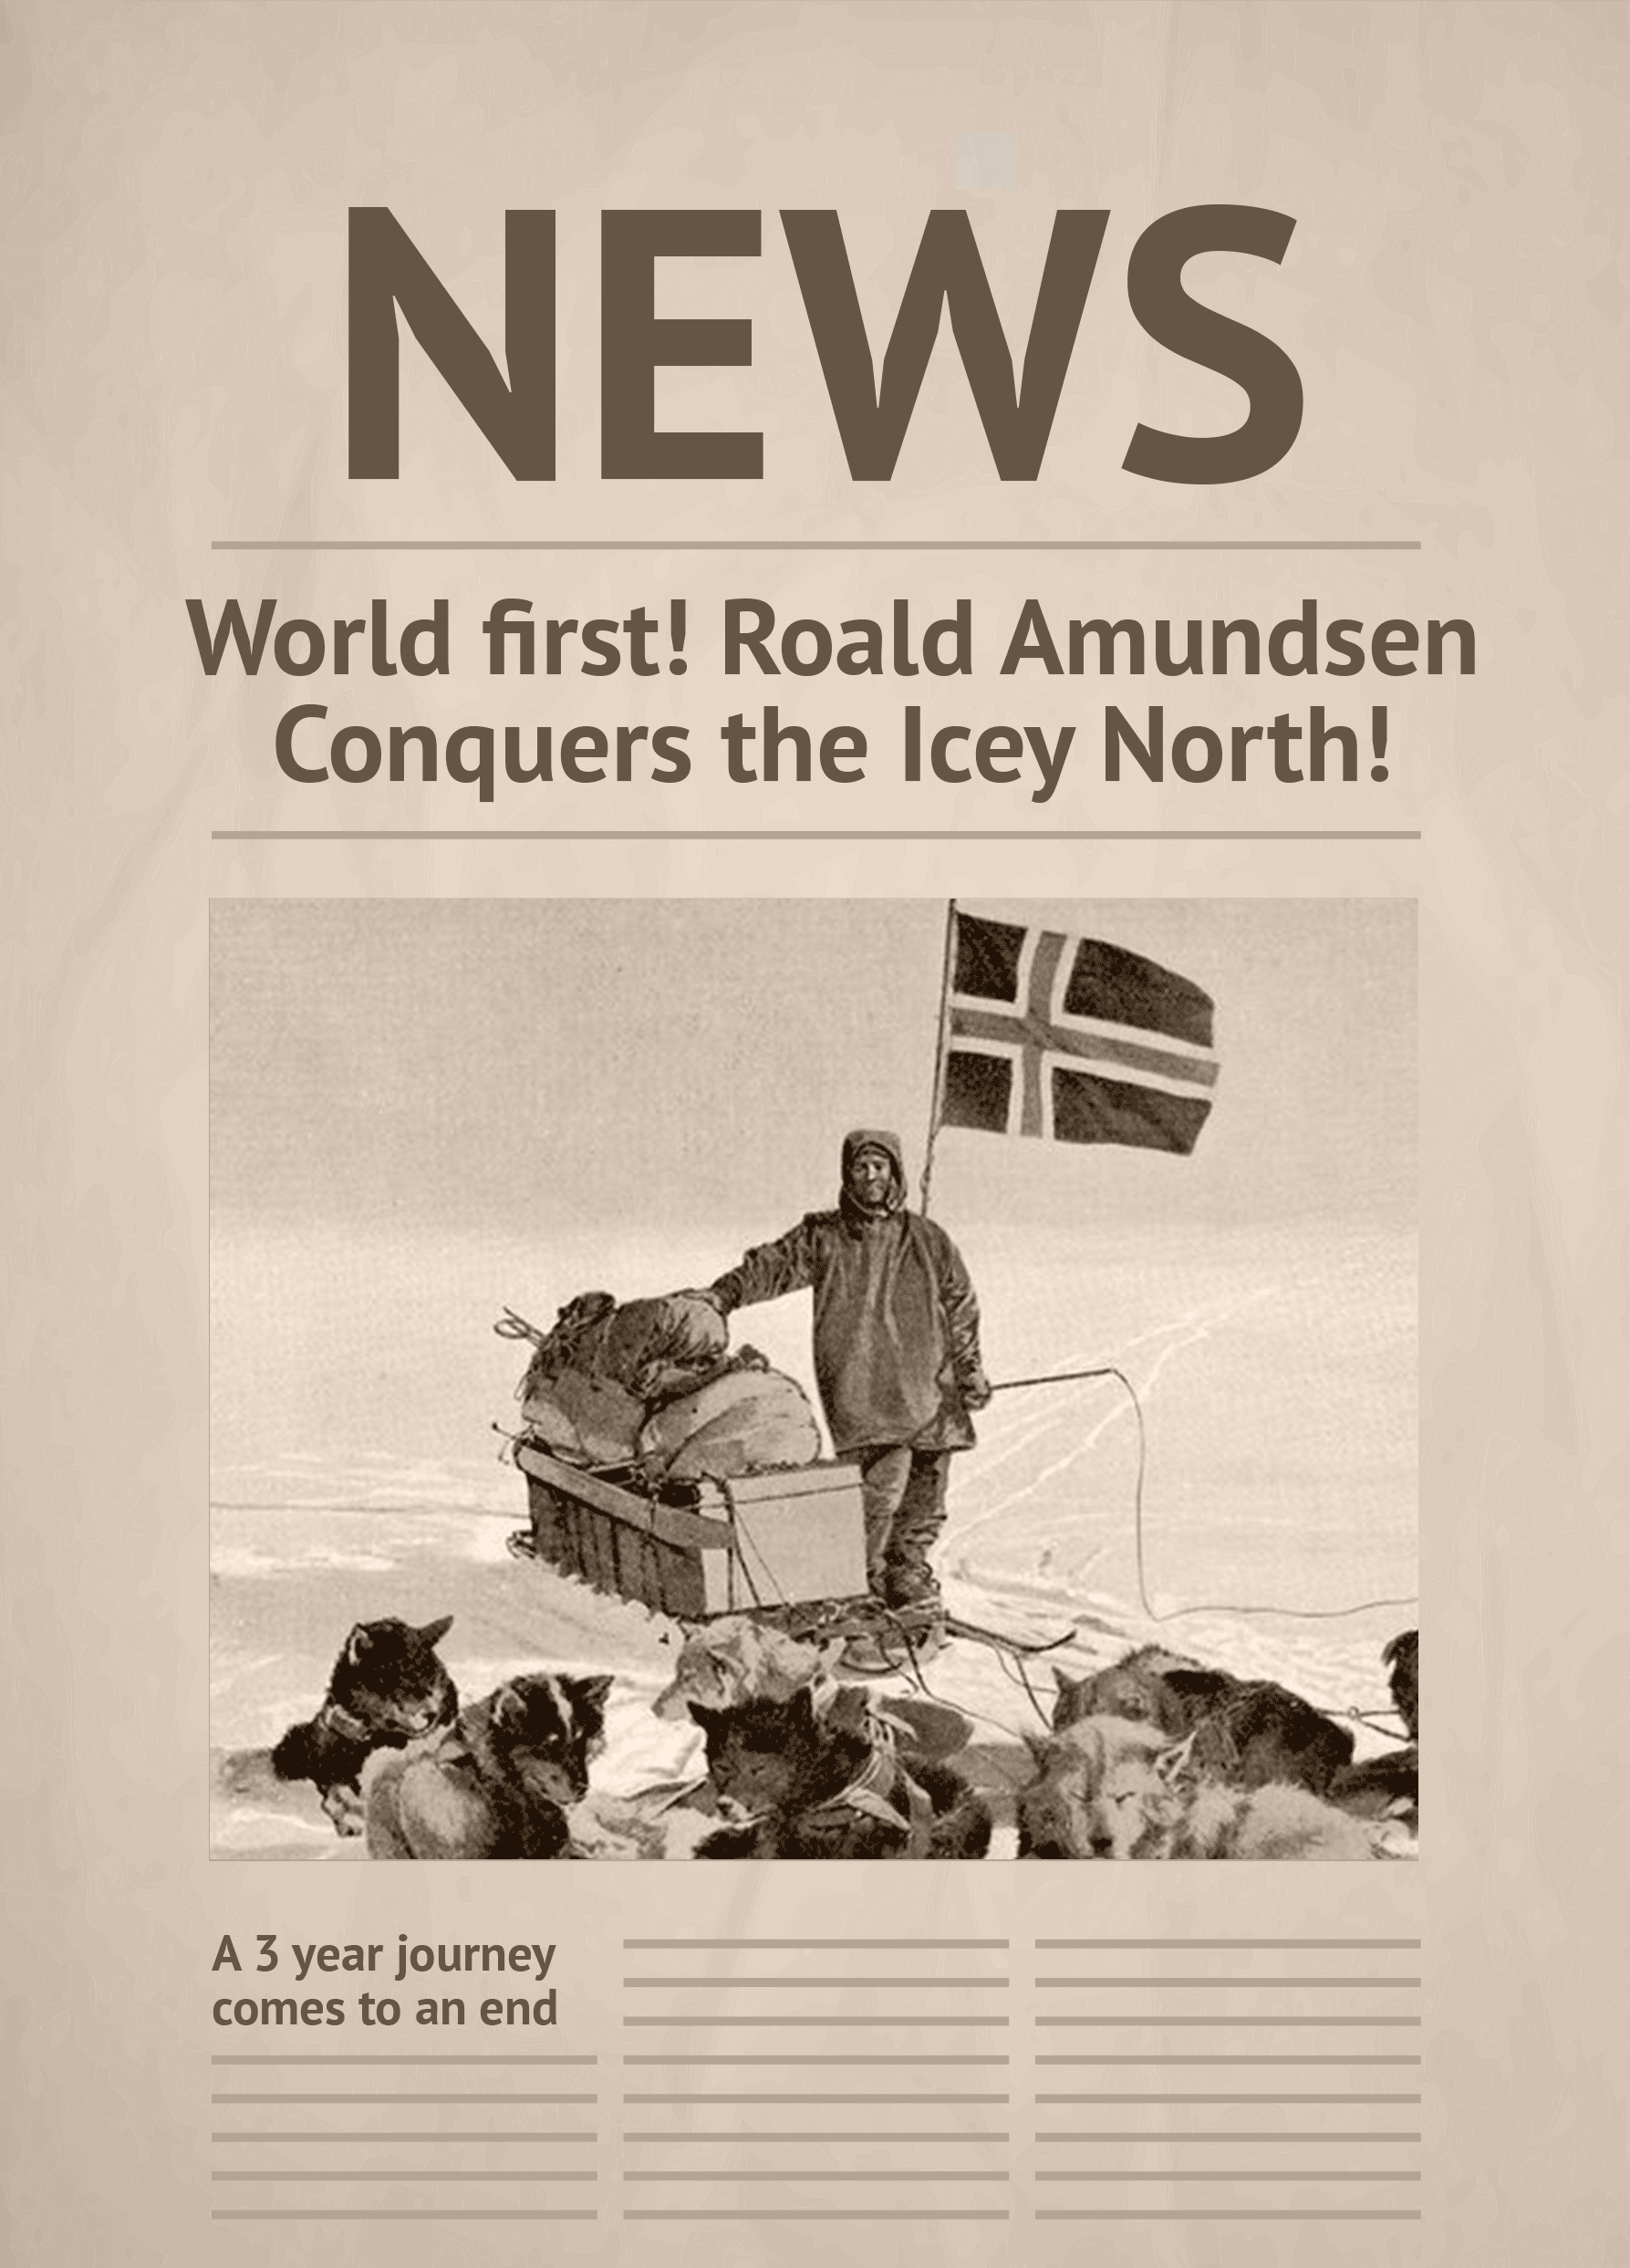 NEWS
World first! Roald Amundsen
Conquers the Icey North!
A 3 year journey
comes to an end